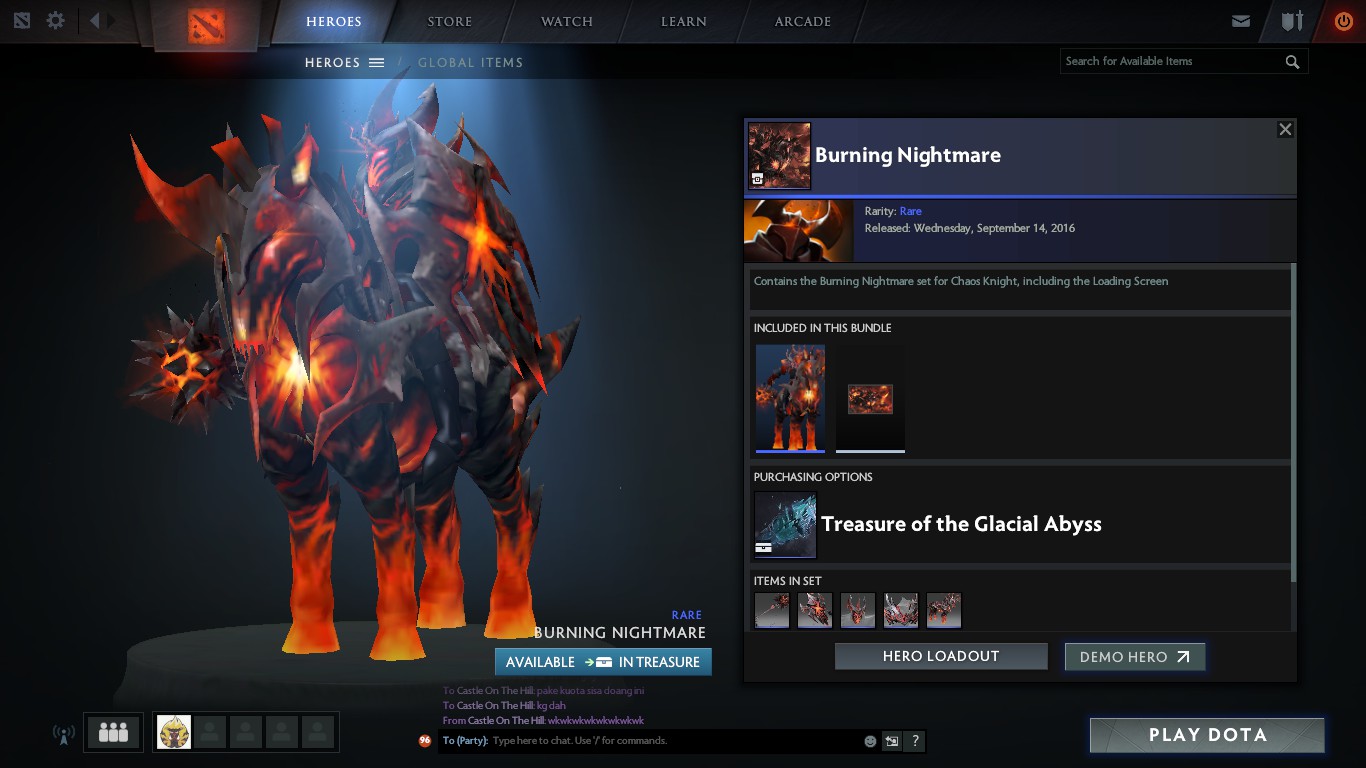 HEROES
STORE
WATCH
LEARN
ARCADE
HEROES / GLOBAL ITEMS
Search for Available Items
Burning Nightmare
Rarity: Rare
Released: Wednesday, September 14, 2016
Contains the Burning Nightmare set for Chaos Knight, including the Loading Screen
INCLUDED IN THIS BUNDLE
PURCHASING OPTIONS
Treasure of the Glacial Abyss
ITEMS IN SET
HERO LOADOUT
DEMO HERO
RARE
BURNING NIGHTMARE
AVAILABLE IN TREASURE
To Castle On The Hill: pake kuota sisa doang ini
To Castle On The Hill: kg dah
From Castle On The Hill: wkwkwkwkwkwkwkwk
96
To (Party): Type here to chat. Use '/' for commands.
?
PLAY DOTA